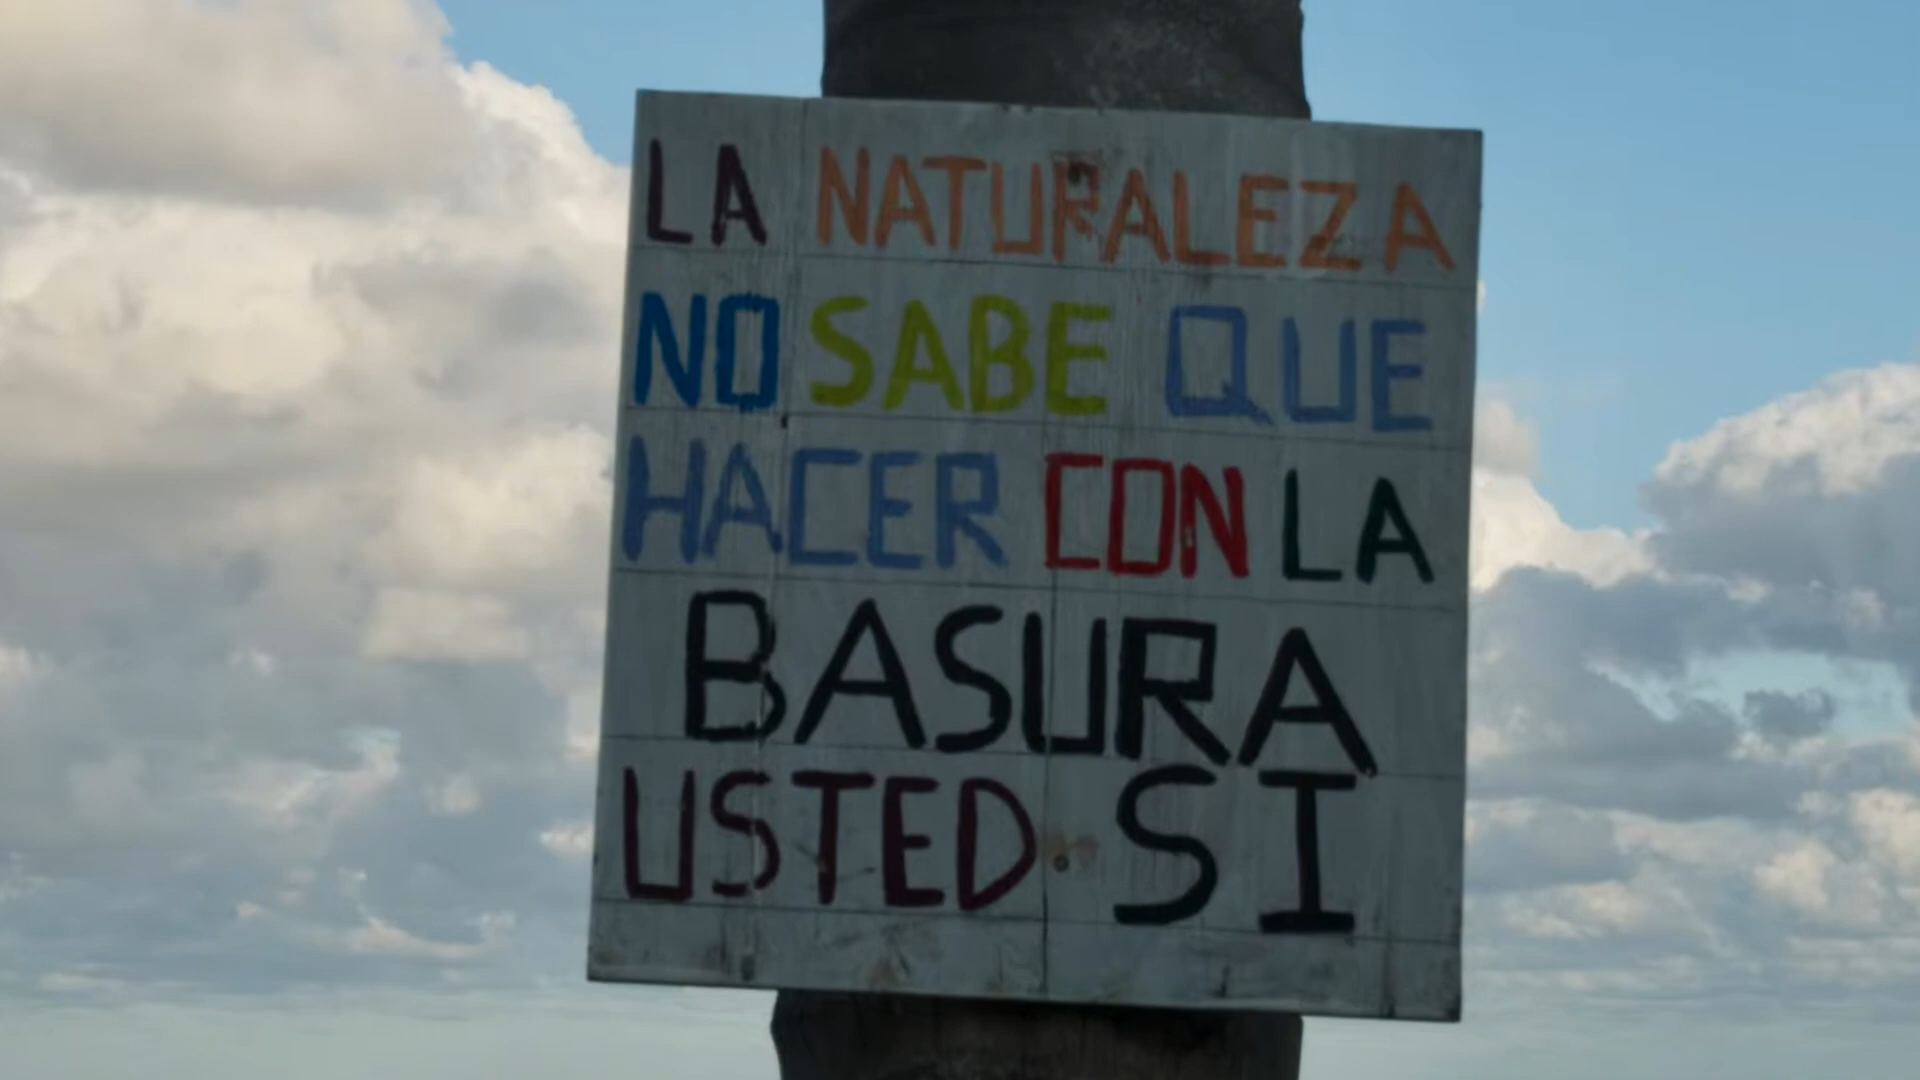 LA NATURALEZA
NO SABE QUE
HACER CON LA
BASURA
USTED SI